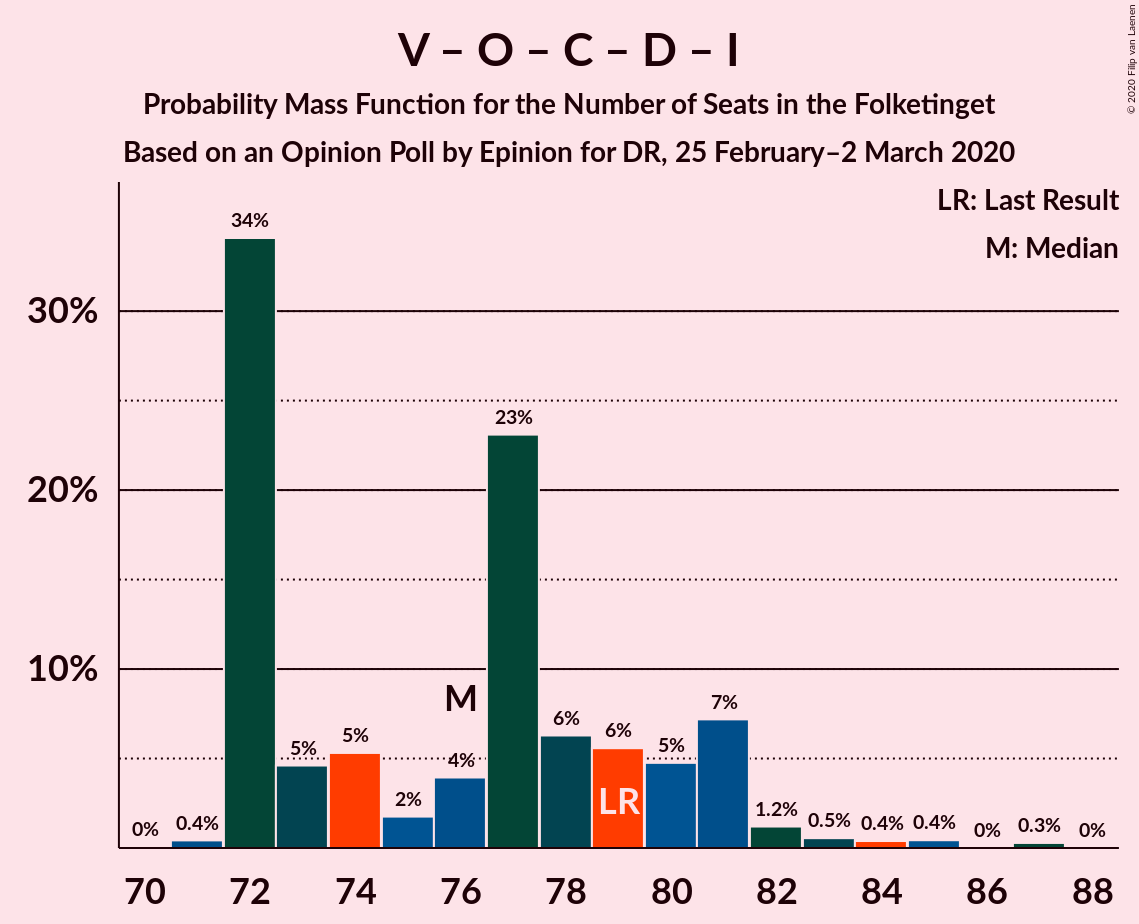 V – O – C – D – I
Probability Mass Function for the Number of Seats in the Folketinget
Based on an Opinion Poll by Epinion for DR, 25 February–2 March 2020
© 2020 Filip van Laenen
LR: Last Result
M: Median
30%
20%
10%
0%
0.4%
34%
5%
5%
2%
4%
M
23%
6%
6%
LR
5%
7%
1.2%
0.5%
0.4%
0.4%
0%
0.3%
0%
70 72 74 76 78 80 82 84 86 88